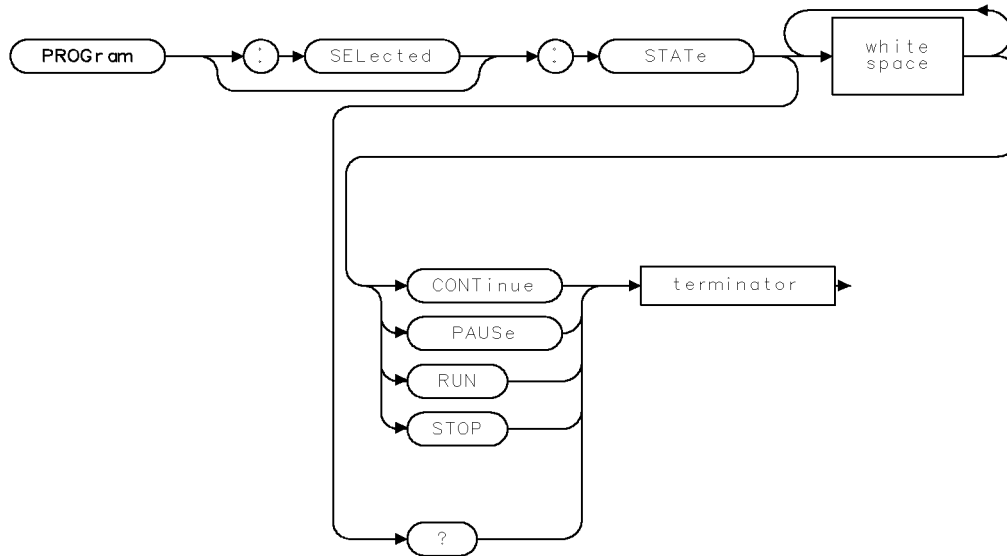 PROGram : SELected : STATe white
space
CONTinue terminator
PAUSe
RUN
STOP
?